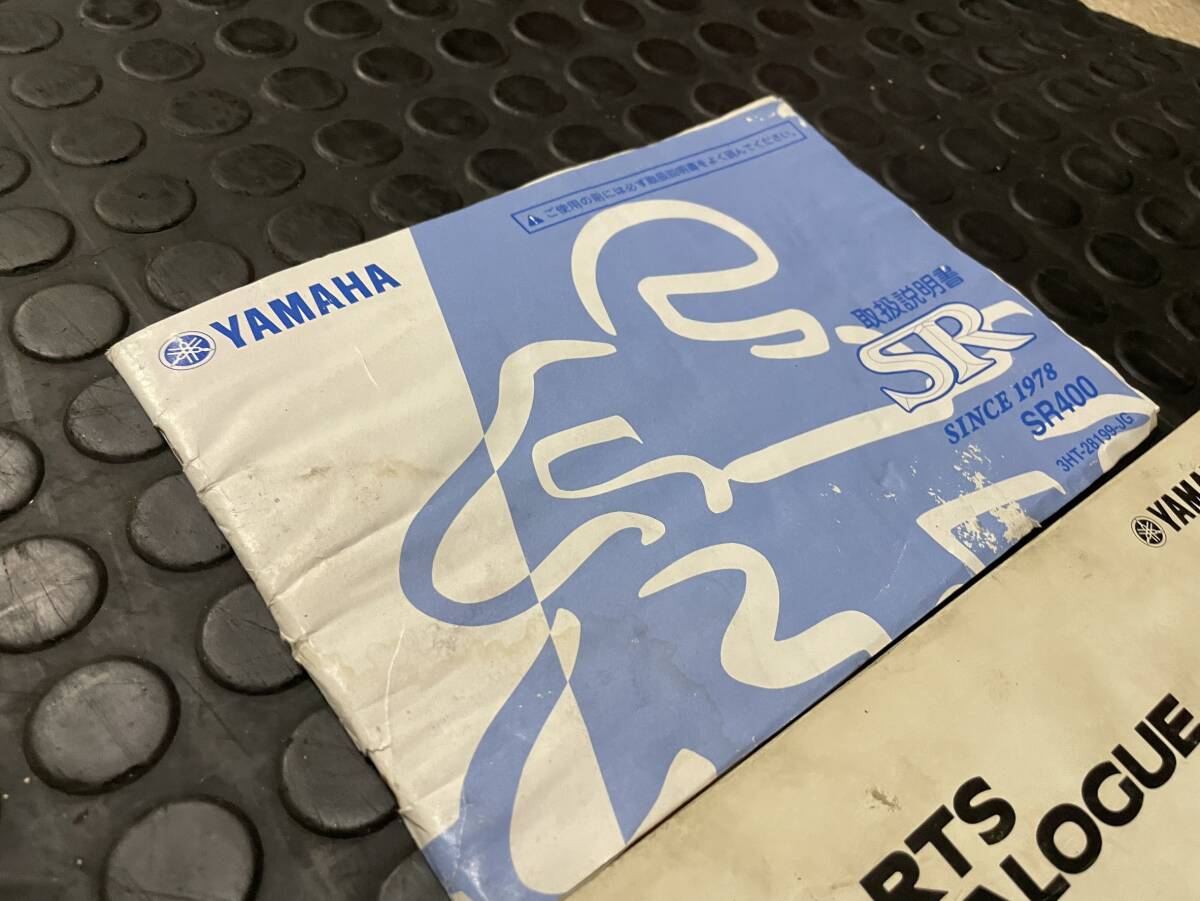 YAMAHA
⚠ ご使用の前には必ず取扱説明書をよく読んでください。
取扱説明書
SR
SINCE 1978
SR400
3HT-28199-JG
YAMA
RTS
ALOGUE